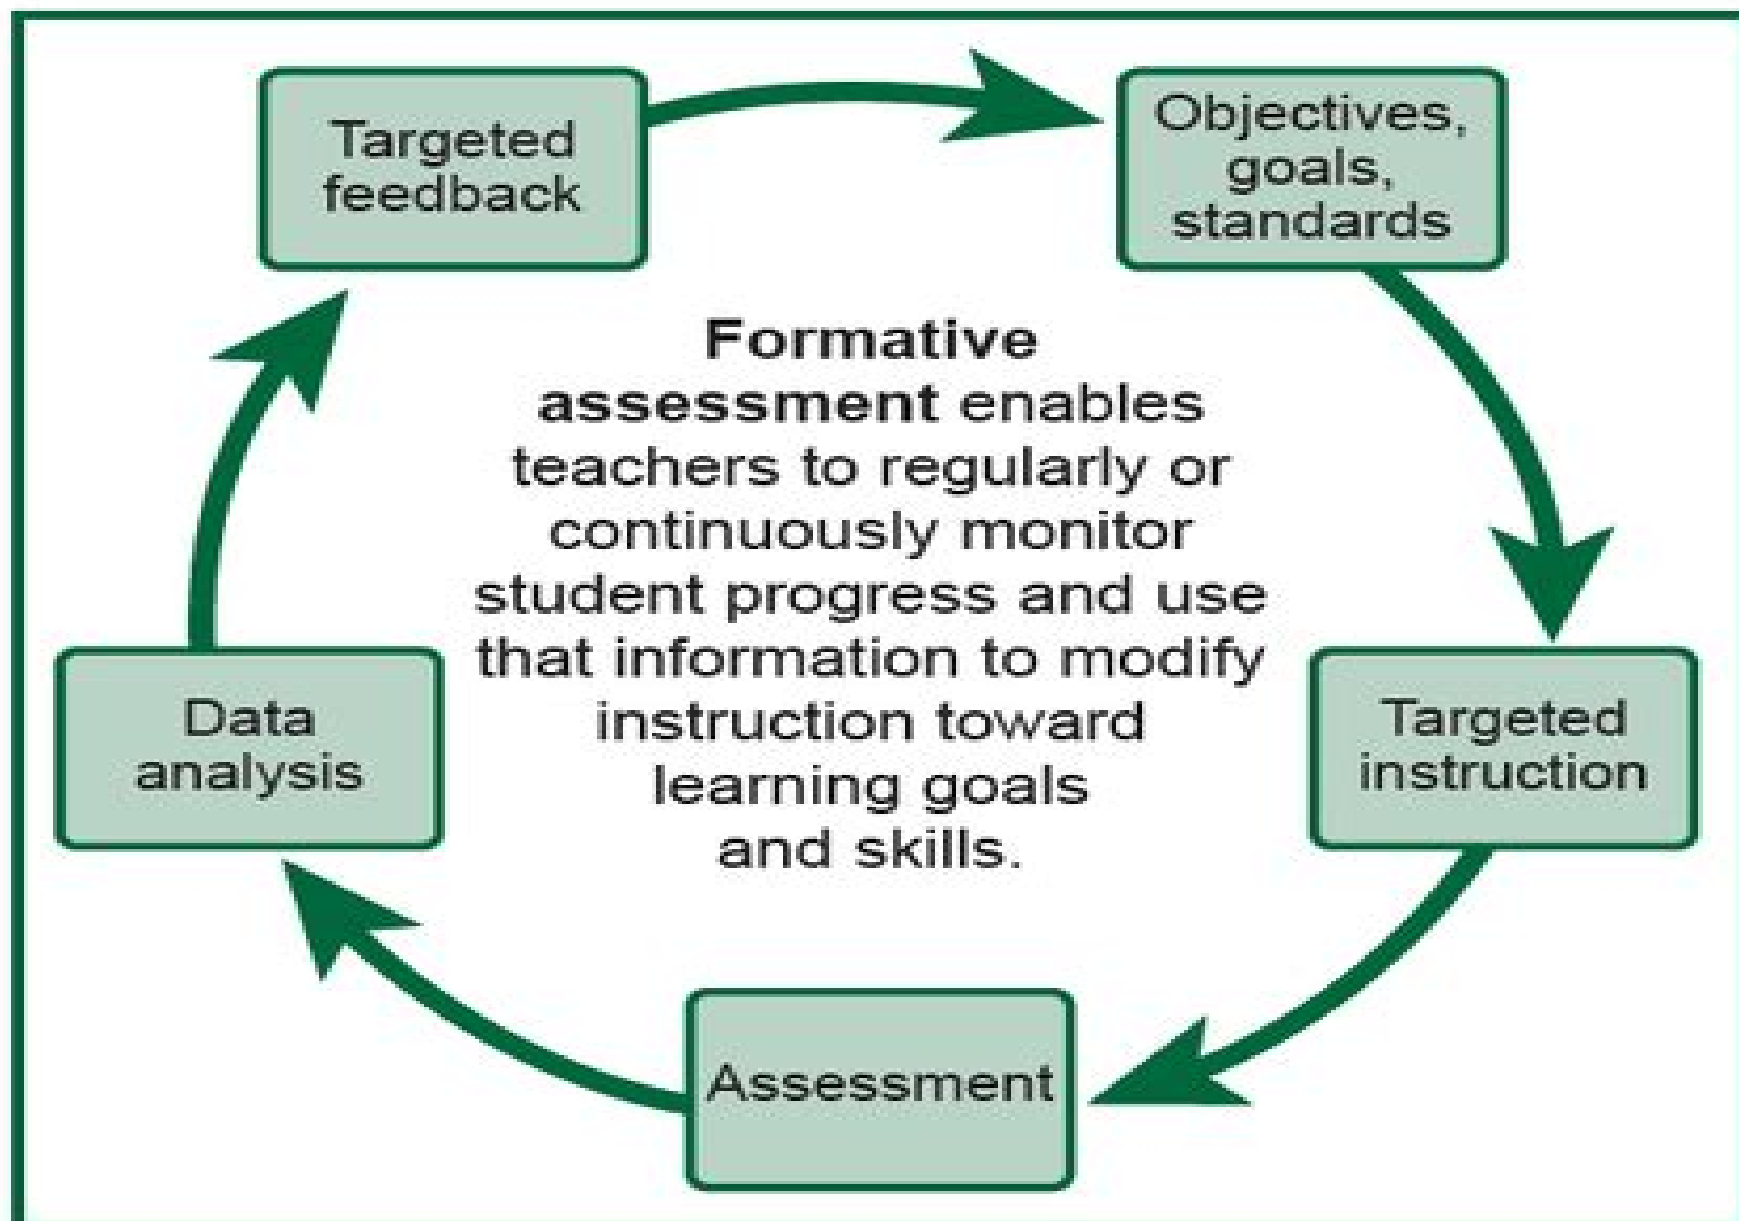 Targeted
feedback
Objectives,
goals,
standards
Formative
assessment enables
teachers to regularly or
continuously monitor
student progress and use
that information to modify
instruction toward
learning goals
and skills.
Data
analysis
Targeted
instruction
Assessment